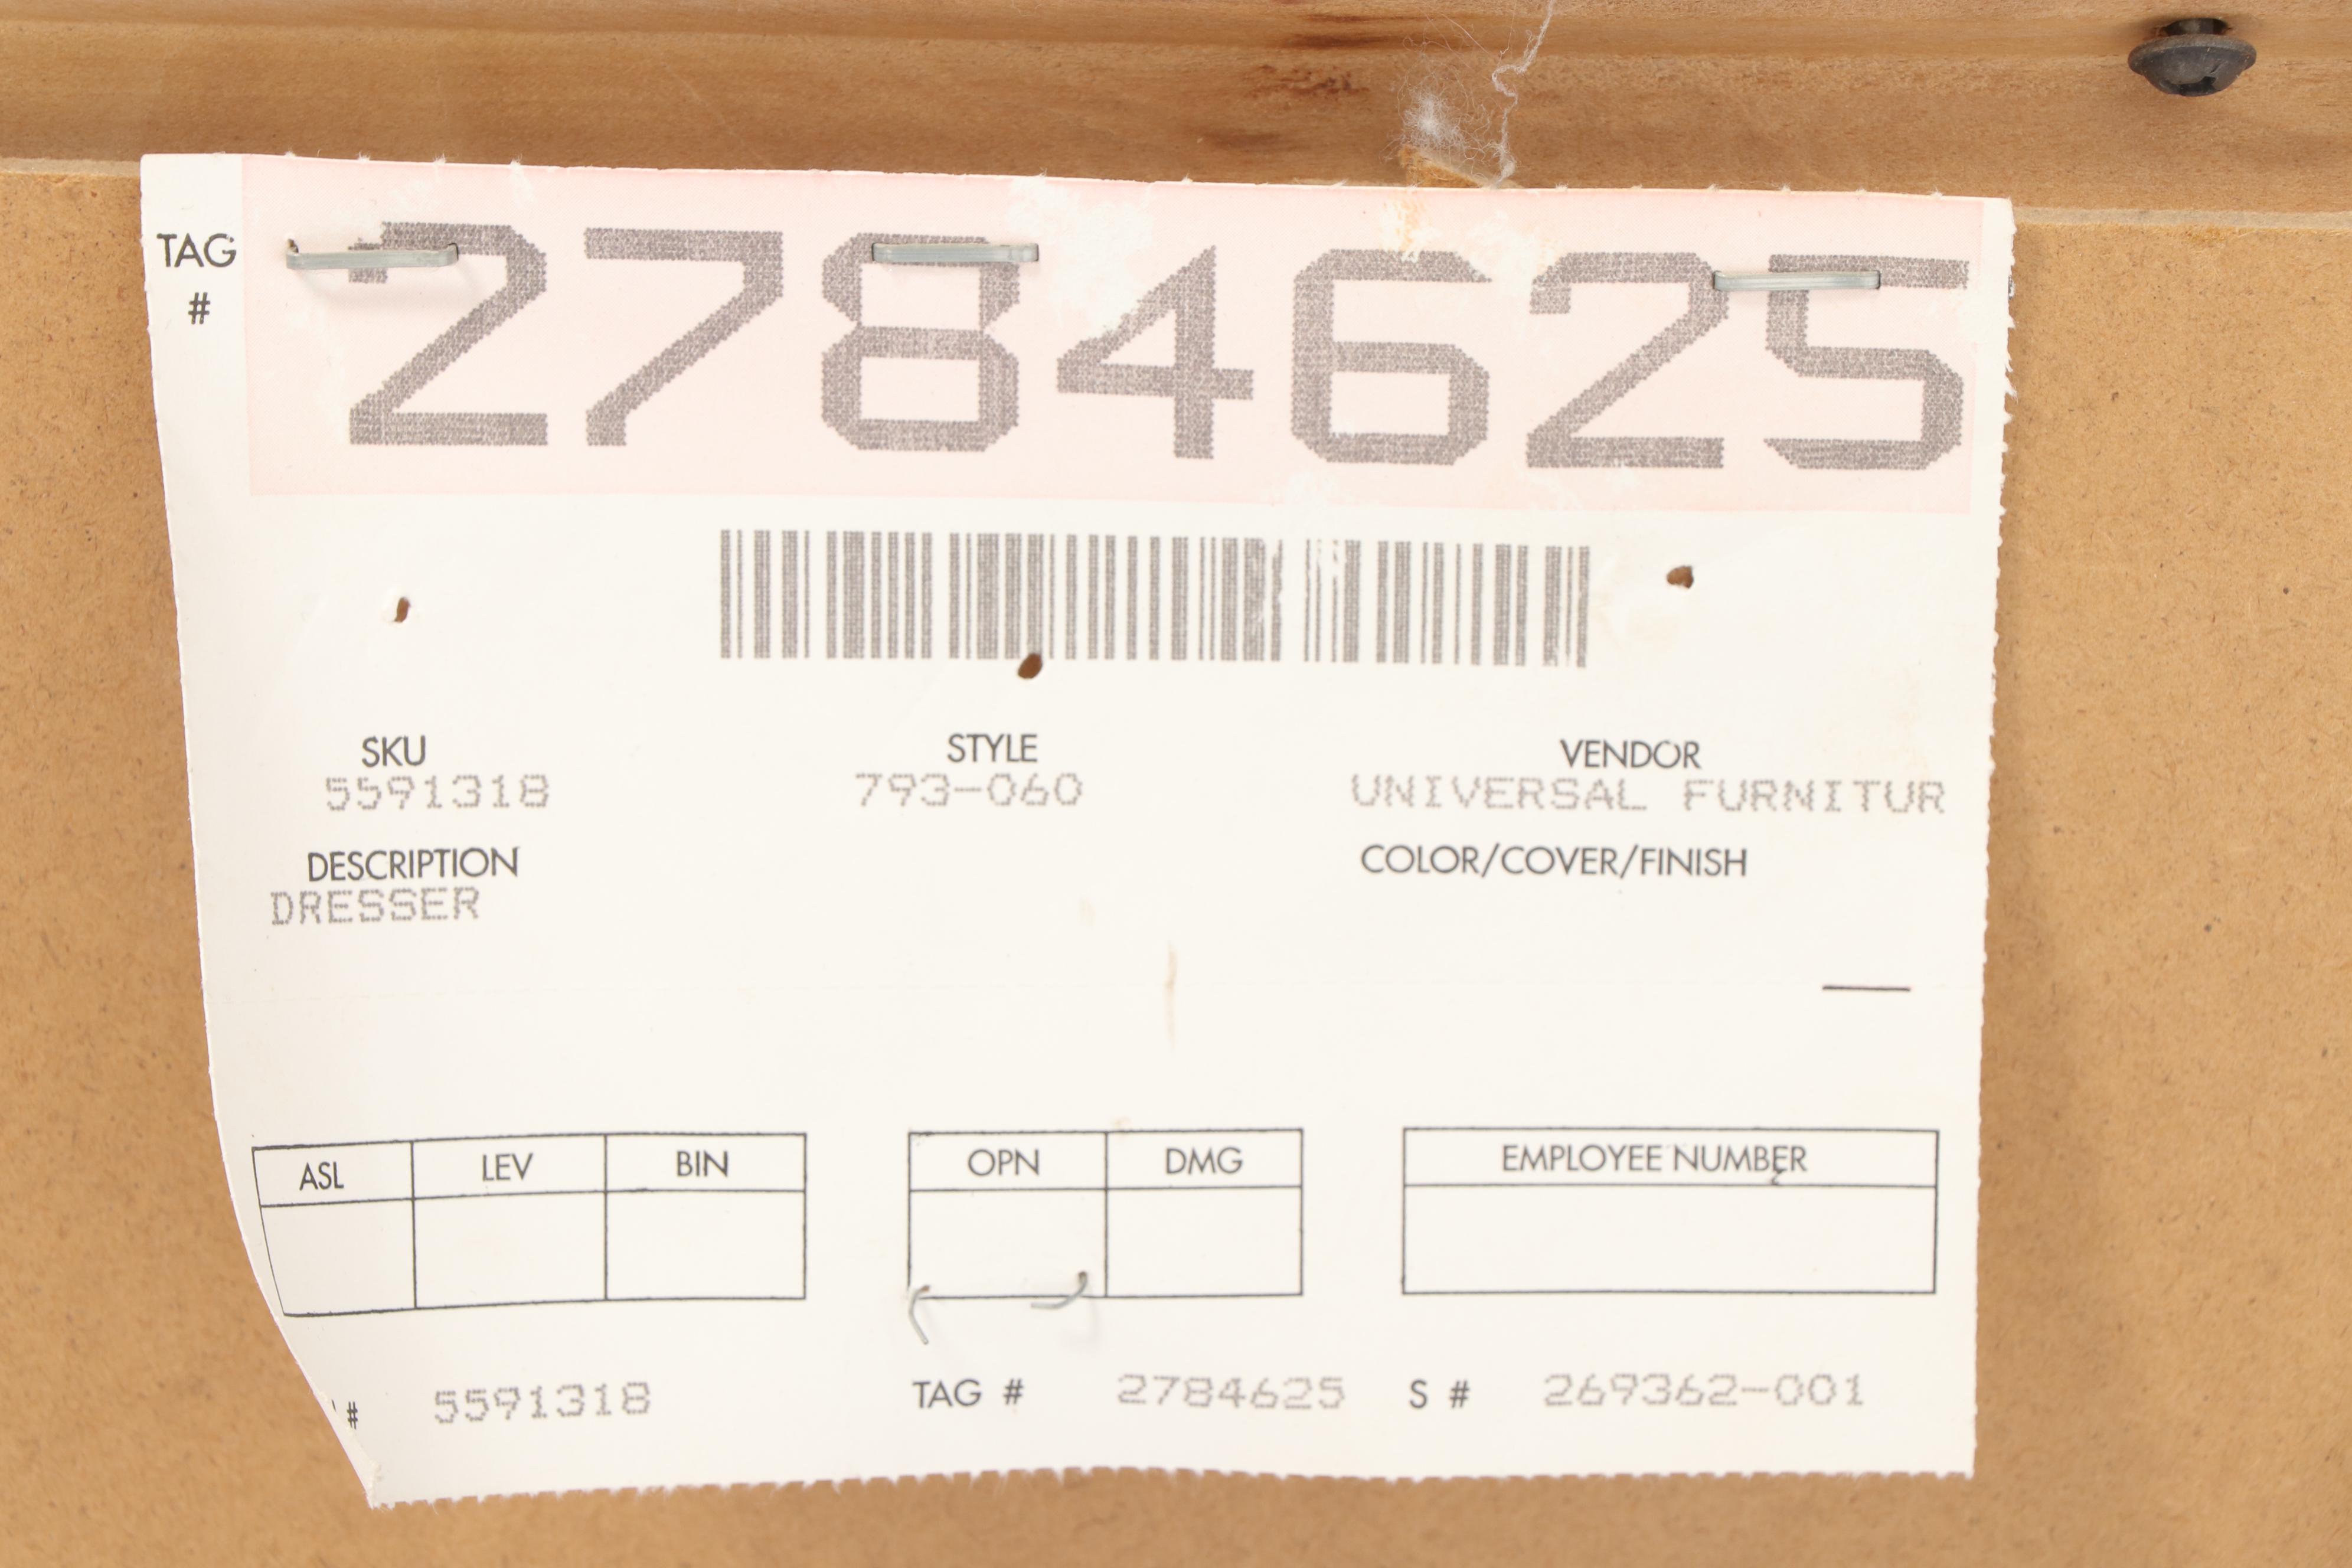 TAG
#
2784625
SKU STYLE VENDOR
5591318 793-060 UNIVERSAL FURNITUR
DESCRIPTION COLOR/COVER/FINISH
DRESSER
ASL LEV BIN OPN DMG EMPLOYEE NUMBER
# 5591318 TAG # 2784625 S # 269362-001